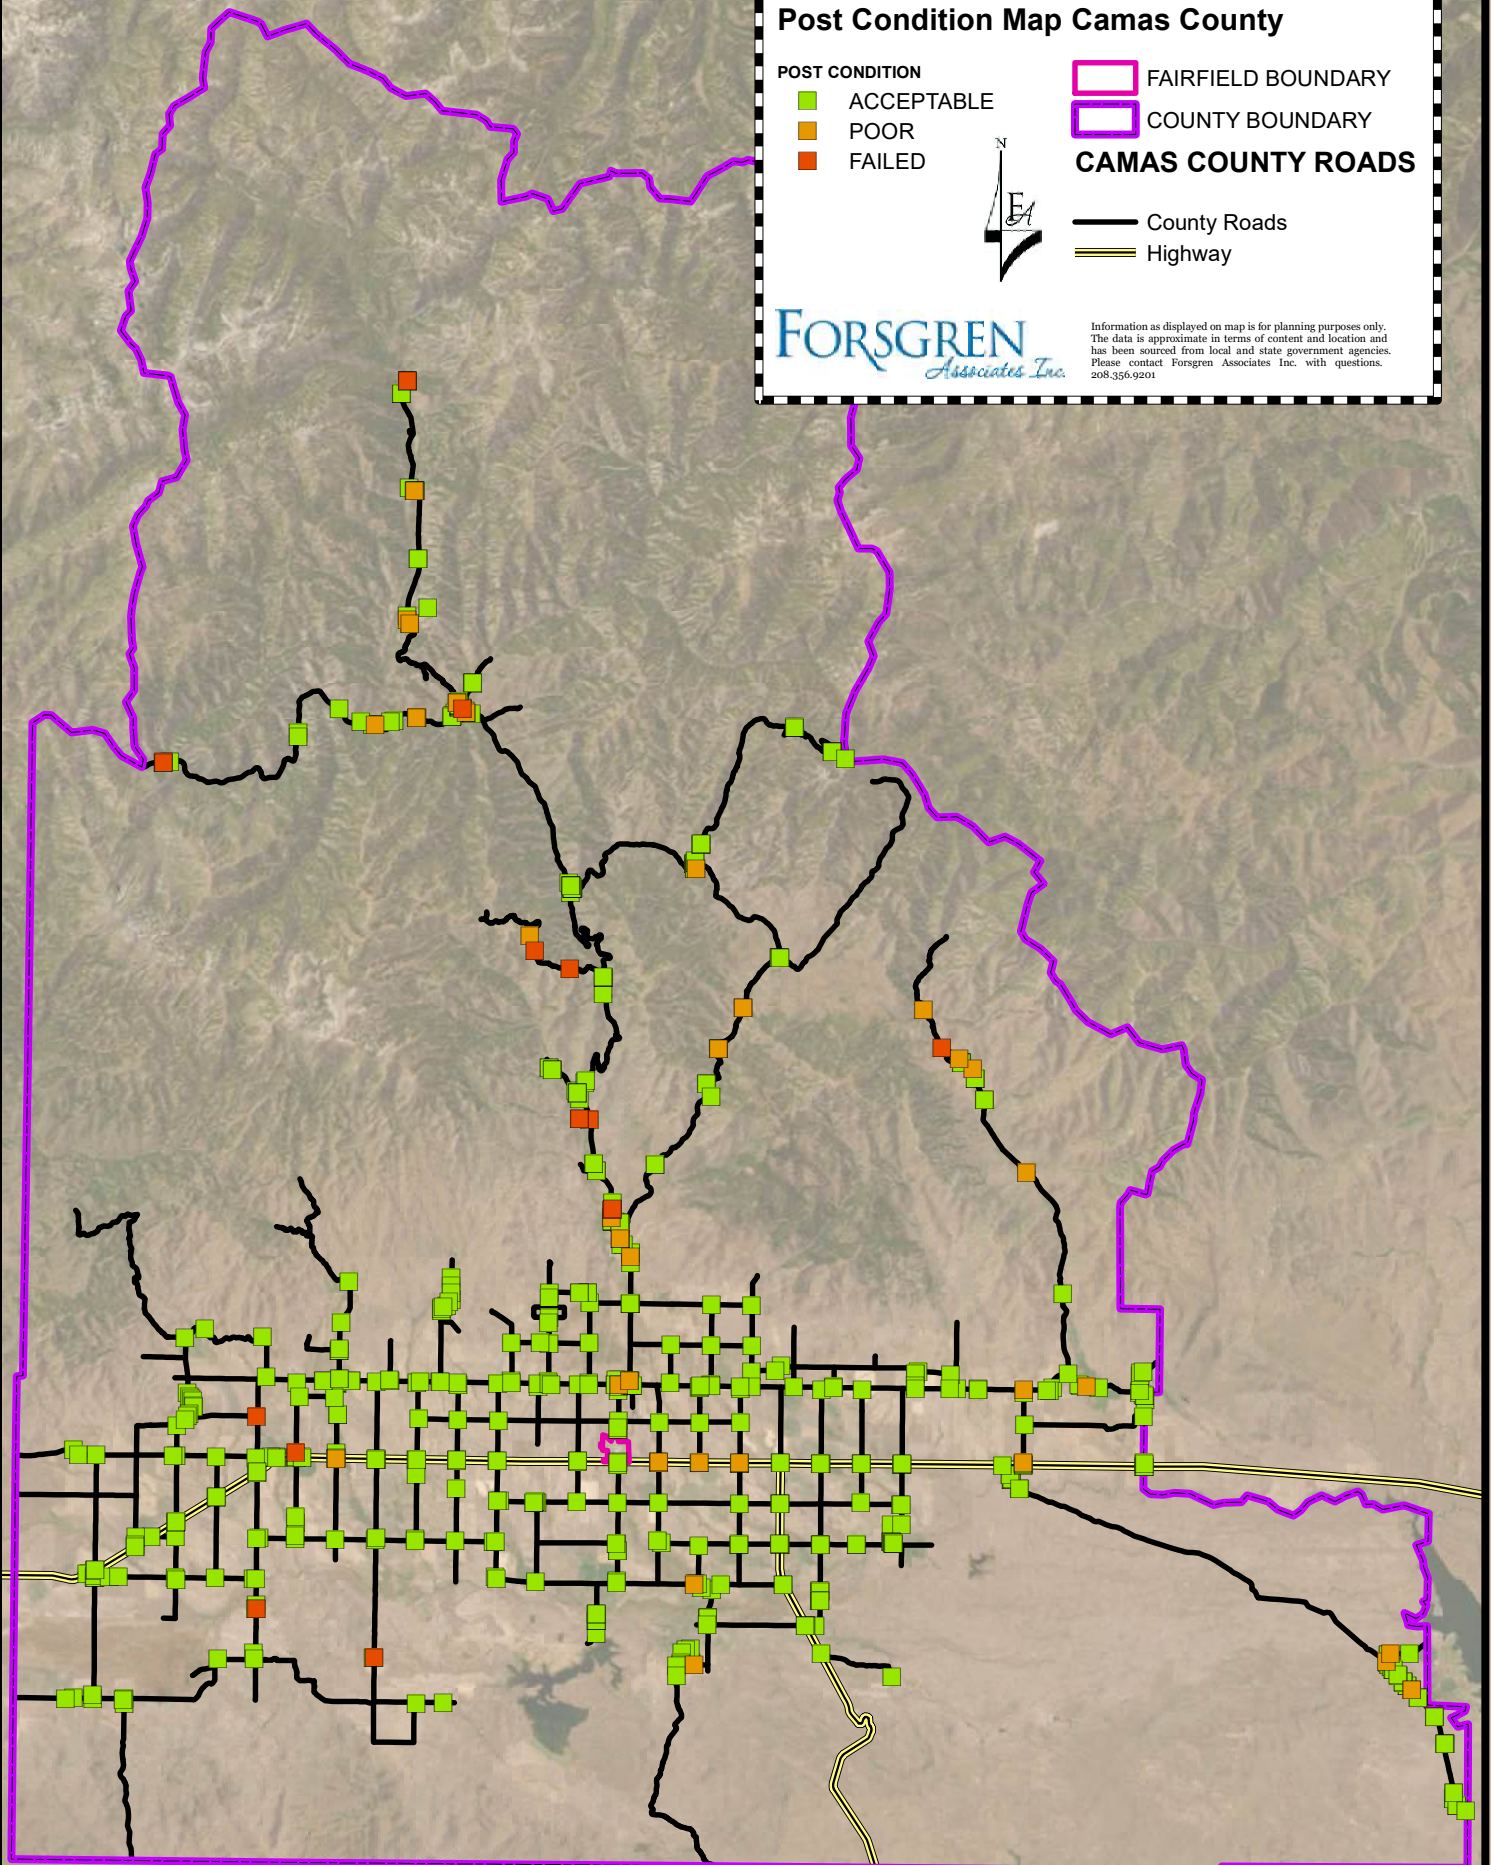 Post Condition Map Camas County
POST CONDITION
ACCEPTABLE
POOR
FAILED
FAIRFIELD BOUNDARY
COUNTY BOUNDARY
CAMAS COUNTY ROADS
County Roads
Highway
N
FA
FORSGREN
Associates Inc.
Information as displayed on map is for planning purposes only.
The data is approximate in terms of content and location and
has been sourced from local and state government agencies.
Please contact Forsgren Associates Inc. with questions.
208.356.9201